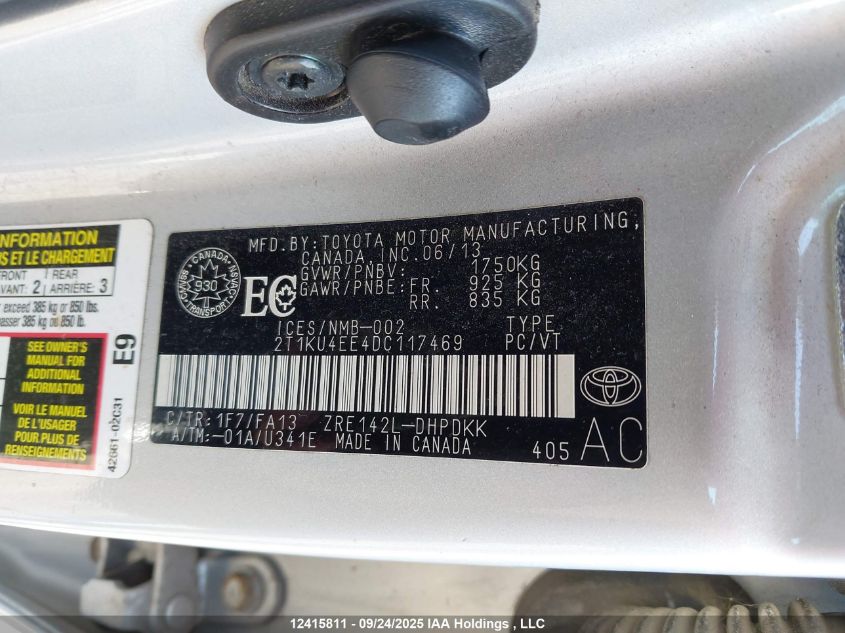 INFORMATION
RS ET LE CHARGEMENT
FRONT REAR
AVANT: 2 ARRIÈRE: 3
exceed 385 kg or 850 lbs.
passer 385 kg ou 850 lb.
SEE OWNER'S
MANUAL FOR
ADDITIONAL
INFORMATION
VOIR LE MANUEL
DE L'USAGER
POUR PLUS DE
RENSEIGNEMENTS
E9
42661-02C31
MFD.BY:TOYOTA MOTOR MANUFACTURING,
CANADA, INC.06/13
GVWR/PNBV: 1750KG
GAWR/PNBE:FR. 925 KG
RR. 835 KG
CANADA
930
TRANSPORT
EC
ICES/NMB-002 TYPE
2T1KU4EE4DC117469 PC/VT
C/TR:1F7/FA13 ZRE142L-DHPDKK
A/TM:-01A/U341E MADE IN CANADA
405 AC
12415811 - 09/24/2025 IAA Holdings , LLC